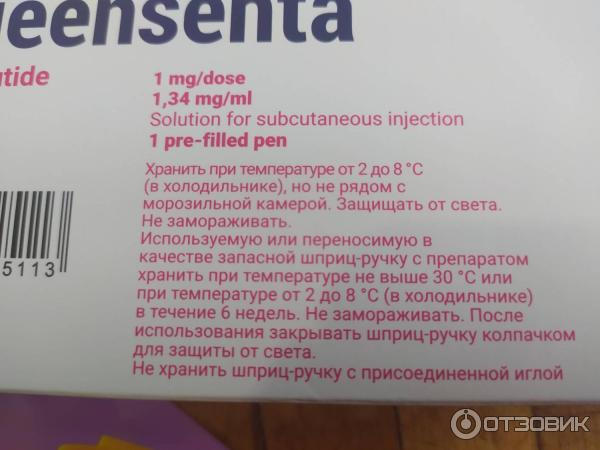 eensenta
utide
1 mg/dose
1,34 mg/ml
Solution for subcutaneous injection
1 pre-filled pen
Хранить при температуре от 2 до 8 °C
(в холодильнике), но не рядом с
морозильной камерой. Защищать от света.
Не замораживать.
Используемую или переносимую в
качестве запасной шприц-ручку с препаратом
хранить при температуре не выше 30 °C или
при температуре от 2 до 8 °C (в холодильнике)
в течение 6 недель. Не замораживать. После
использования закрывать шприц-ручку колпачком
для защиты от света.
Не хранить шприц-ручку с присоединенной иглой
5113
ОТЗОВИК